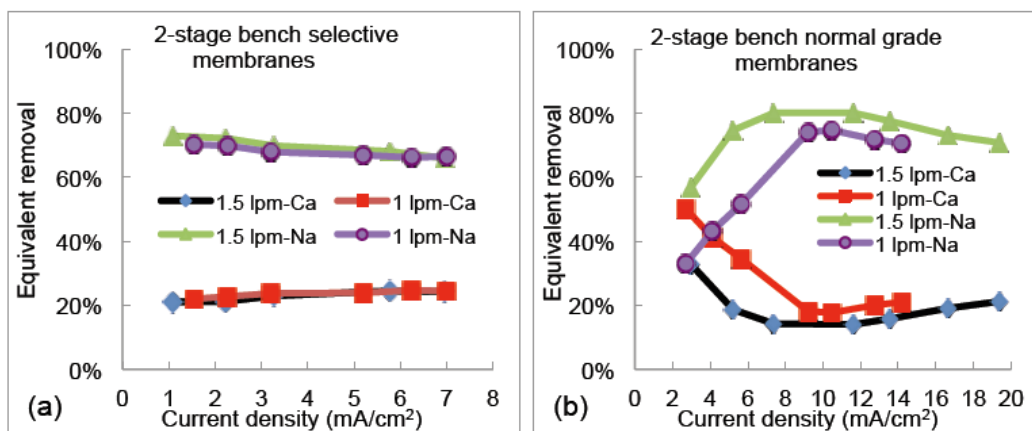 2-stage bench selective
membranes
Equivalent removal
100%
80%
60%
40%
20%
0%
1.5 lpm-Ca
1 lpm-Ca
1.5 lpm-Na
1 lpm-Na
0 1 2 3 4 5 6 7 8
(a)
Current density (mA/cm²)
2-stage bench normal grade
membranes
Equivalent removal
100%
80%
60%
40%
20%
0%
1.5 lpm-Ca
1 lpm-Ca
1.5 lpm-Na
1 lpm-Na
0 2 4 6 8 10 12 14 16 18 20
(b)
Current density (mA/cm²)